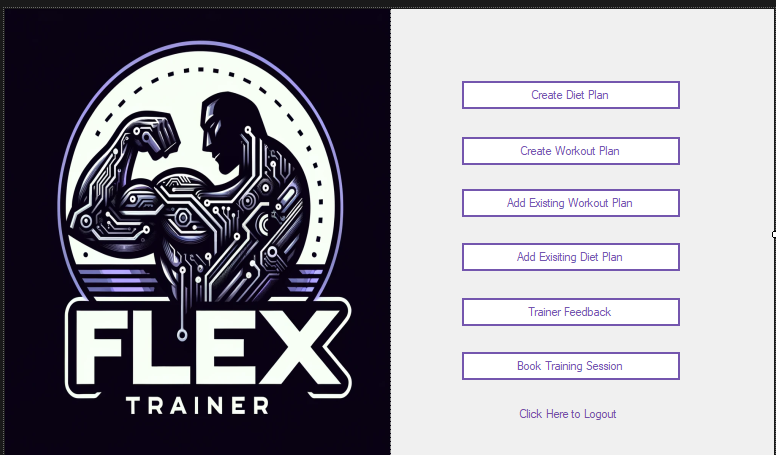 FLEX
TRAINER
Create Diet Plan
Create Workout Plan
Add Existing Workout Plan
Add Exisiting Diet Plan
Trainer Feedback
Book Training Session
Click Here to Logout